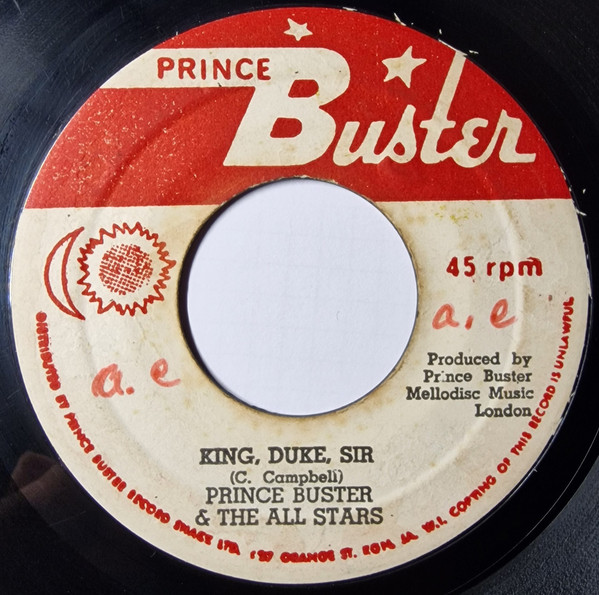 PRINCE
Buster
45 rpm
a.e
a.e
Produced by
Prince Buster
Mellodisc Music
London
KING, DUKE, SIR
(C. Campbell)
PRINCE BUSTER
& THE ALL STARS
DISTRIBUTED BY PRINCE BUSTER RECORD SHACK LTD. 127 ORANGE ST. KGN. JA. W.I. COPYING OF THIS RECORD IS UNLAWFUL